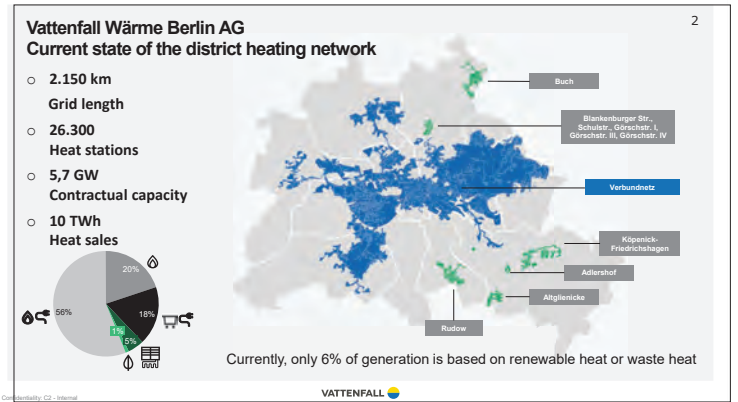 2
Vattenfall Wärme Berlin AG
Current state of the district heating network
○ 2.150 km
Grid length
○ 26.300
Heat stations
○ 5,7 GW
Contractual capacity
○ 10 TWh
Heat sales
20%
18%
56%
1%
5%
Buch
Blankenburger Str.,
Schulstr., Görschstr. I,
Görschstr. III, Görschstr. IV
Verbundnetz
Köpenick-
Friedrichshagen
Adlershof
Altglienicke
Rudow
Currently, only 6% of generation is based on renewable heat or waste heat
Confidentiality: C2 - Internal
VATTENFALL